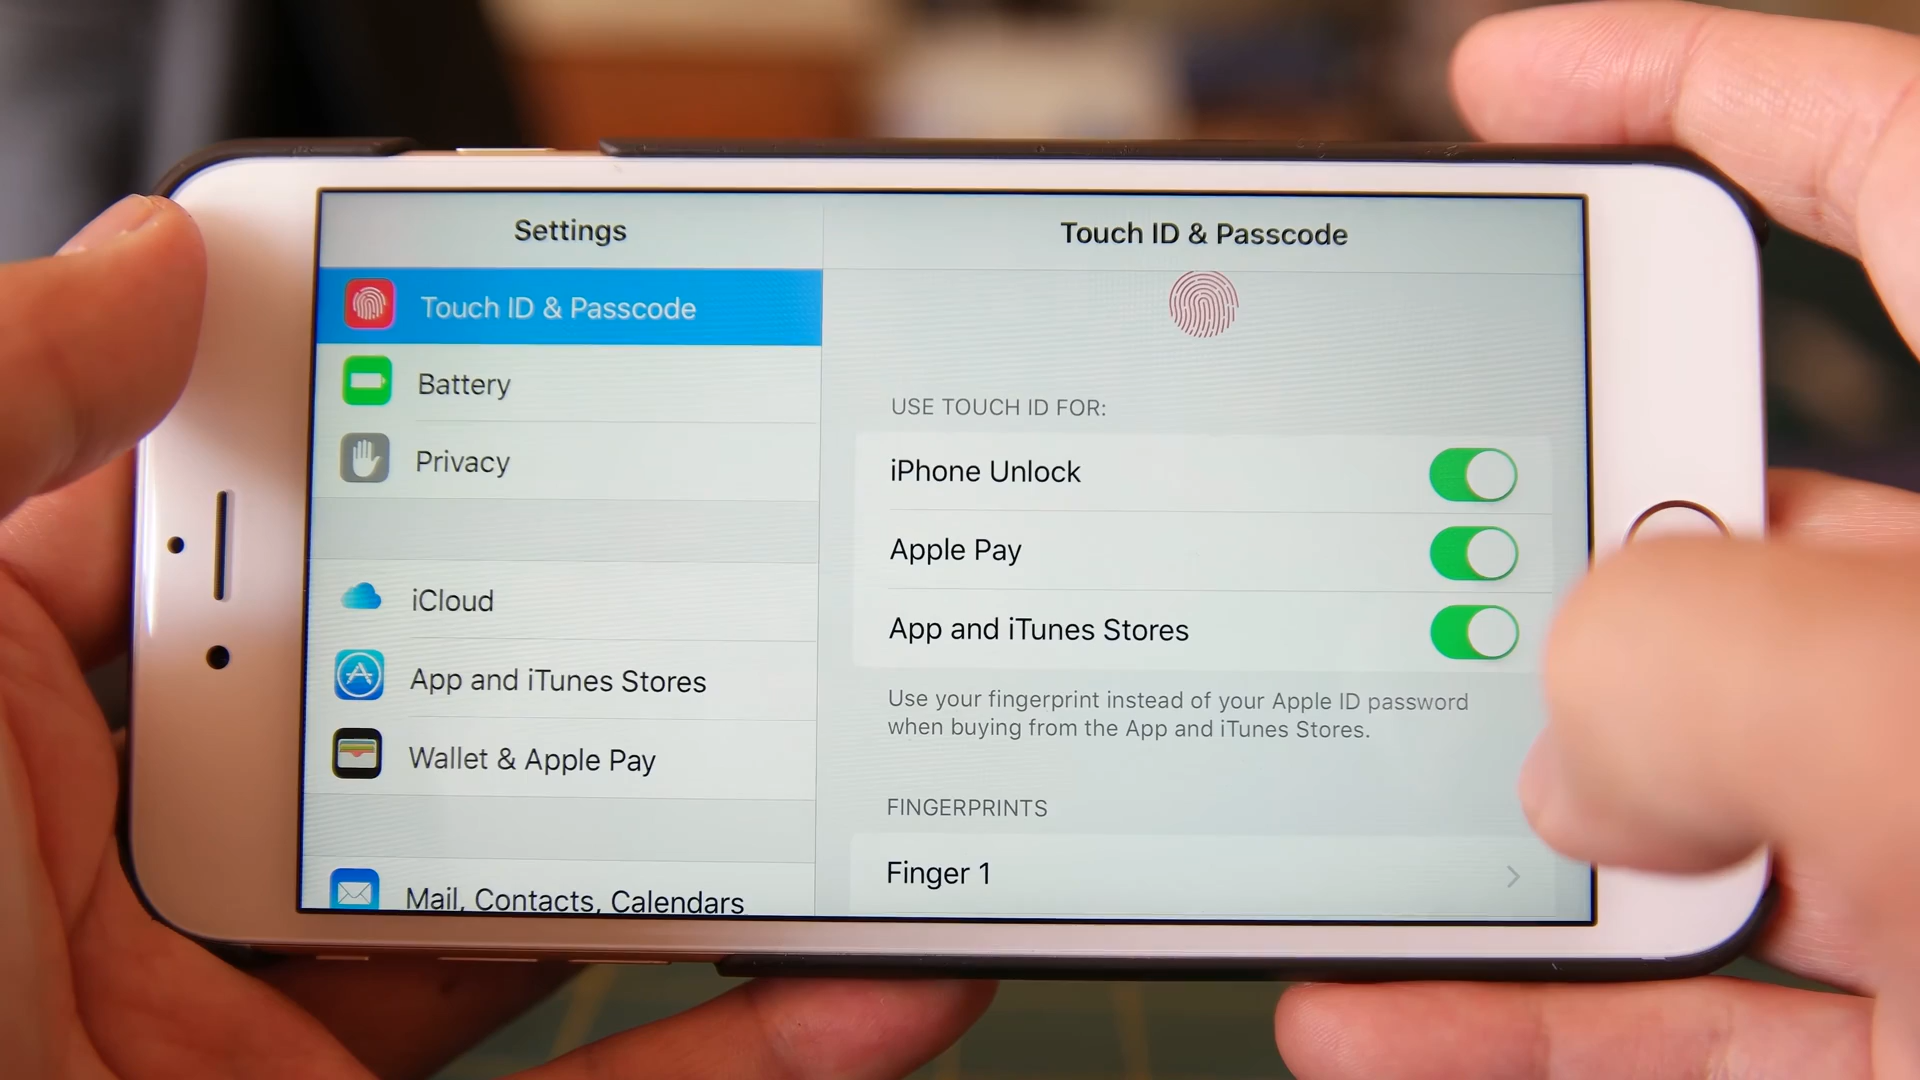 Settings
Touch ID & Passcode
Battery
Privacy
iCloud
App and iTunes Stores
Wallet & Apple Pay
Mail, Contacts, Calendars
Touch ID & Passcode
USE TOUCH ID FOR:
iPhone Unlock
Apple Pay
App and iTunes Stores
Use your fingerprint instead of your Apple ID password
when buying from the App and iTunes Stores.
FINGERPRINTS
Finger 1